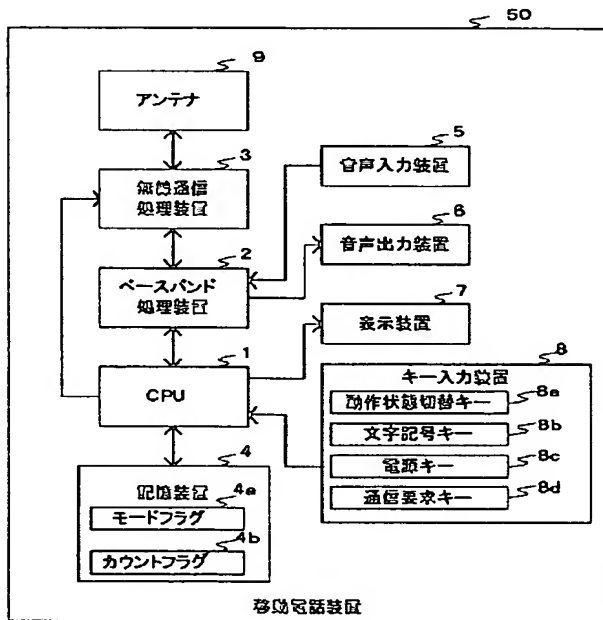 50
9
アンテナ
3
無線通信
処理装置
5
音声入力装置
6
音声出力装置
2
ベースバンド
処理装置
7
表示装置
1
CPU
8
キー入力装置
動作状態切替キー
8a
文字記号キー
8b
電源キー
8c
通信要求キー
8d
4
記憶装置
4a
モードフラグ
4b
カウントフラグ
移動電話装置